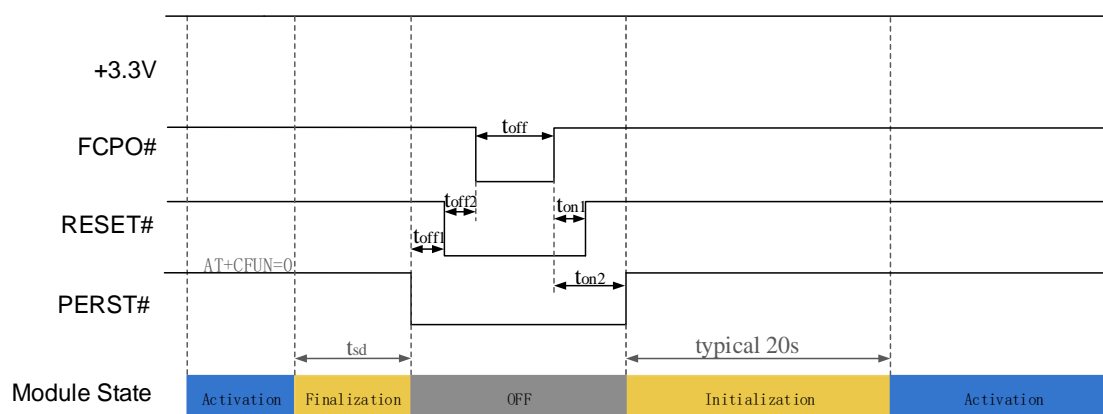 +3.3V
FCPO#
toff
RESET#
toff2
ton1
toff1
AT+CFUN=0
PERST#
ton2
tsd
typical 20s
Module State
Activation
Finalization
OFF
Initialization
Activation